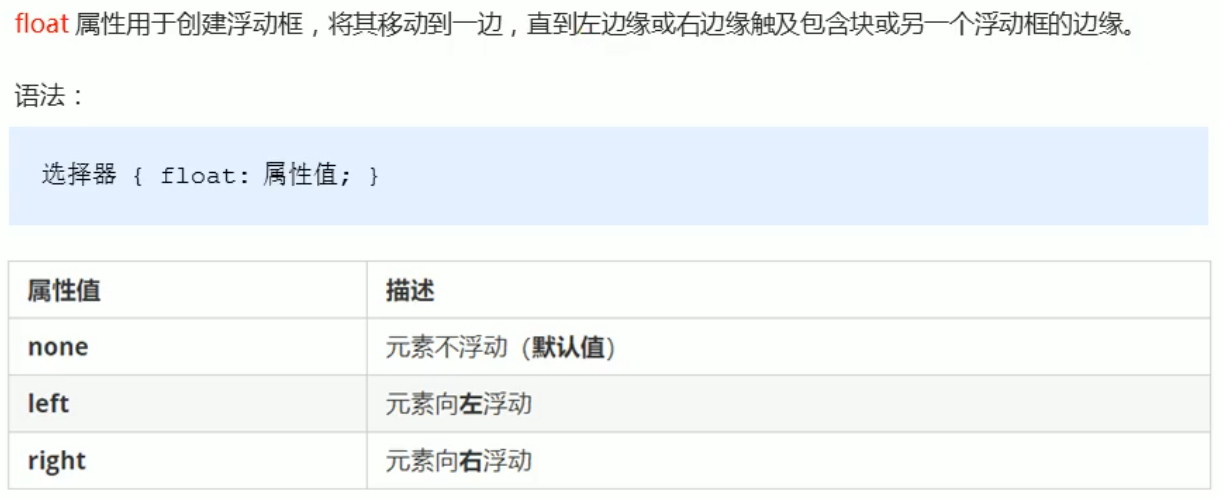 float 属性用于创建浮动框，将其移动到一边，直到左边缘或右边缘触及包含块或另一个浮动框的边缘。
语法：
选择器 { float: 属性值; }
属性值 描述
none 元素不浮动（默认值）
left 元素向左浮动
right 元素向右浮动